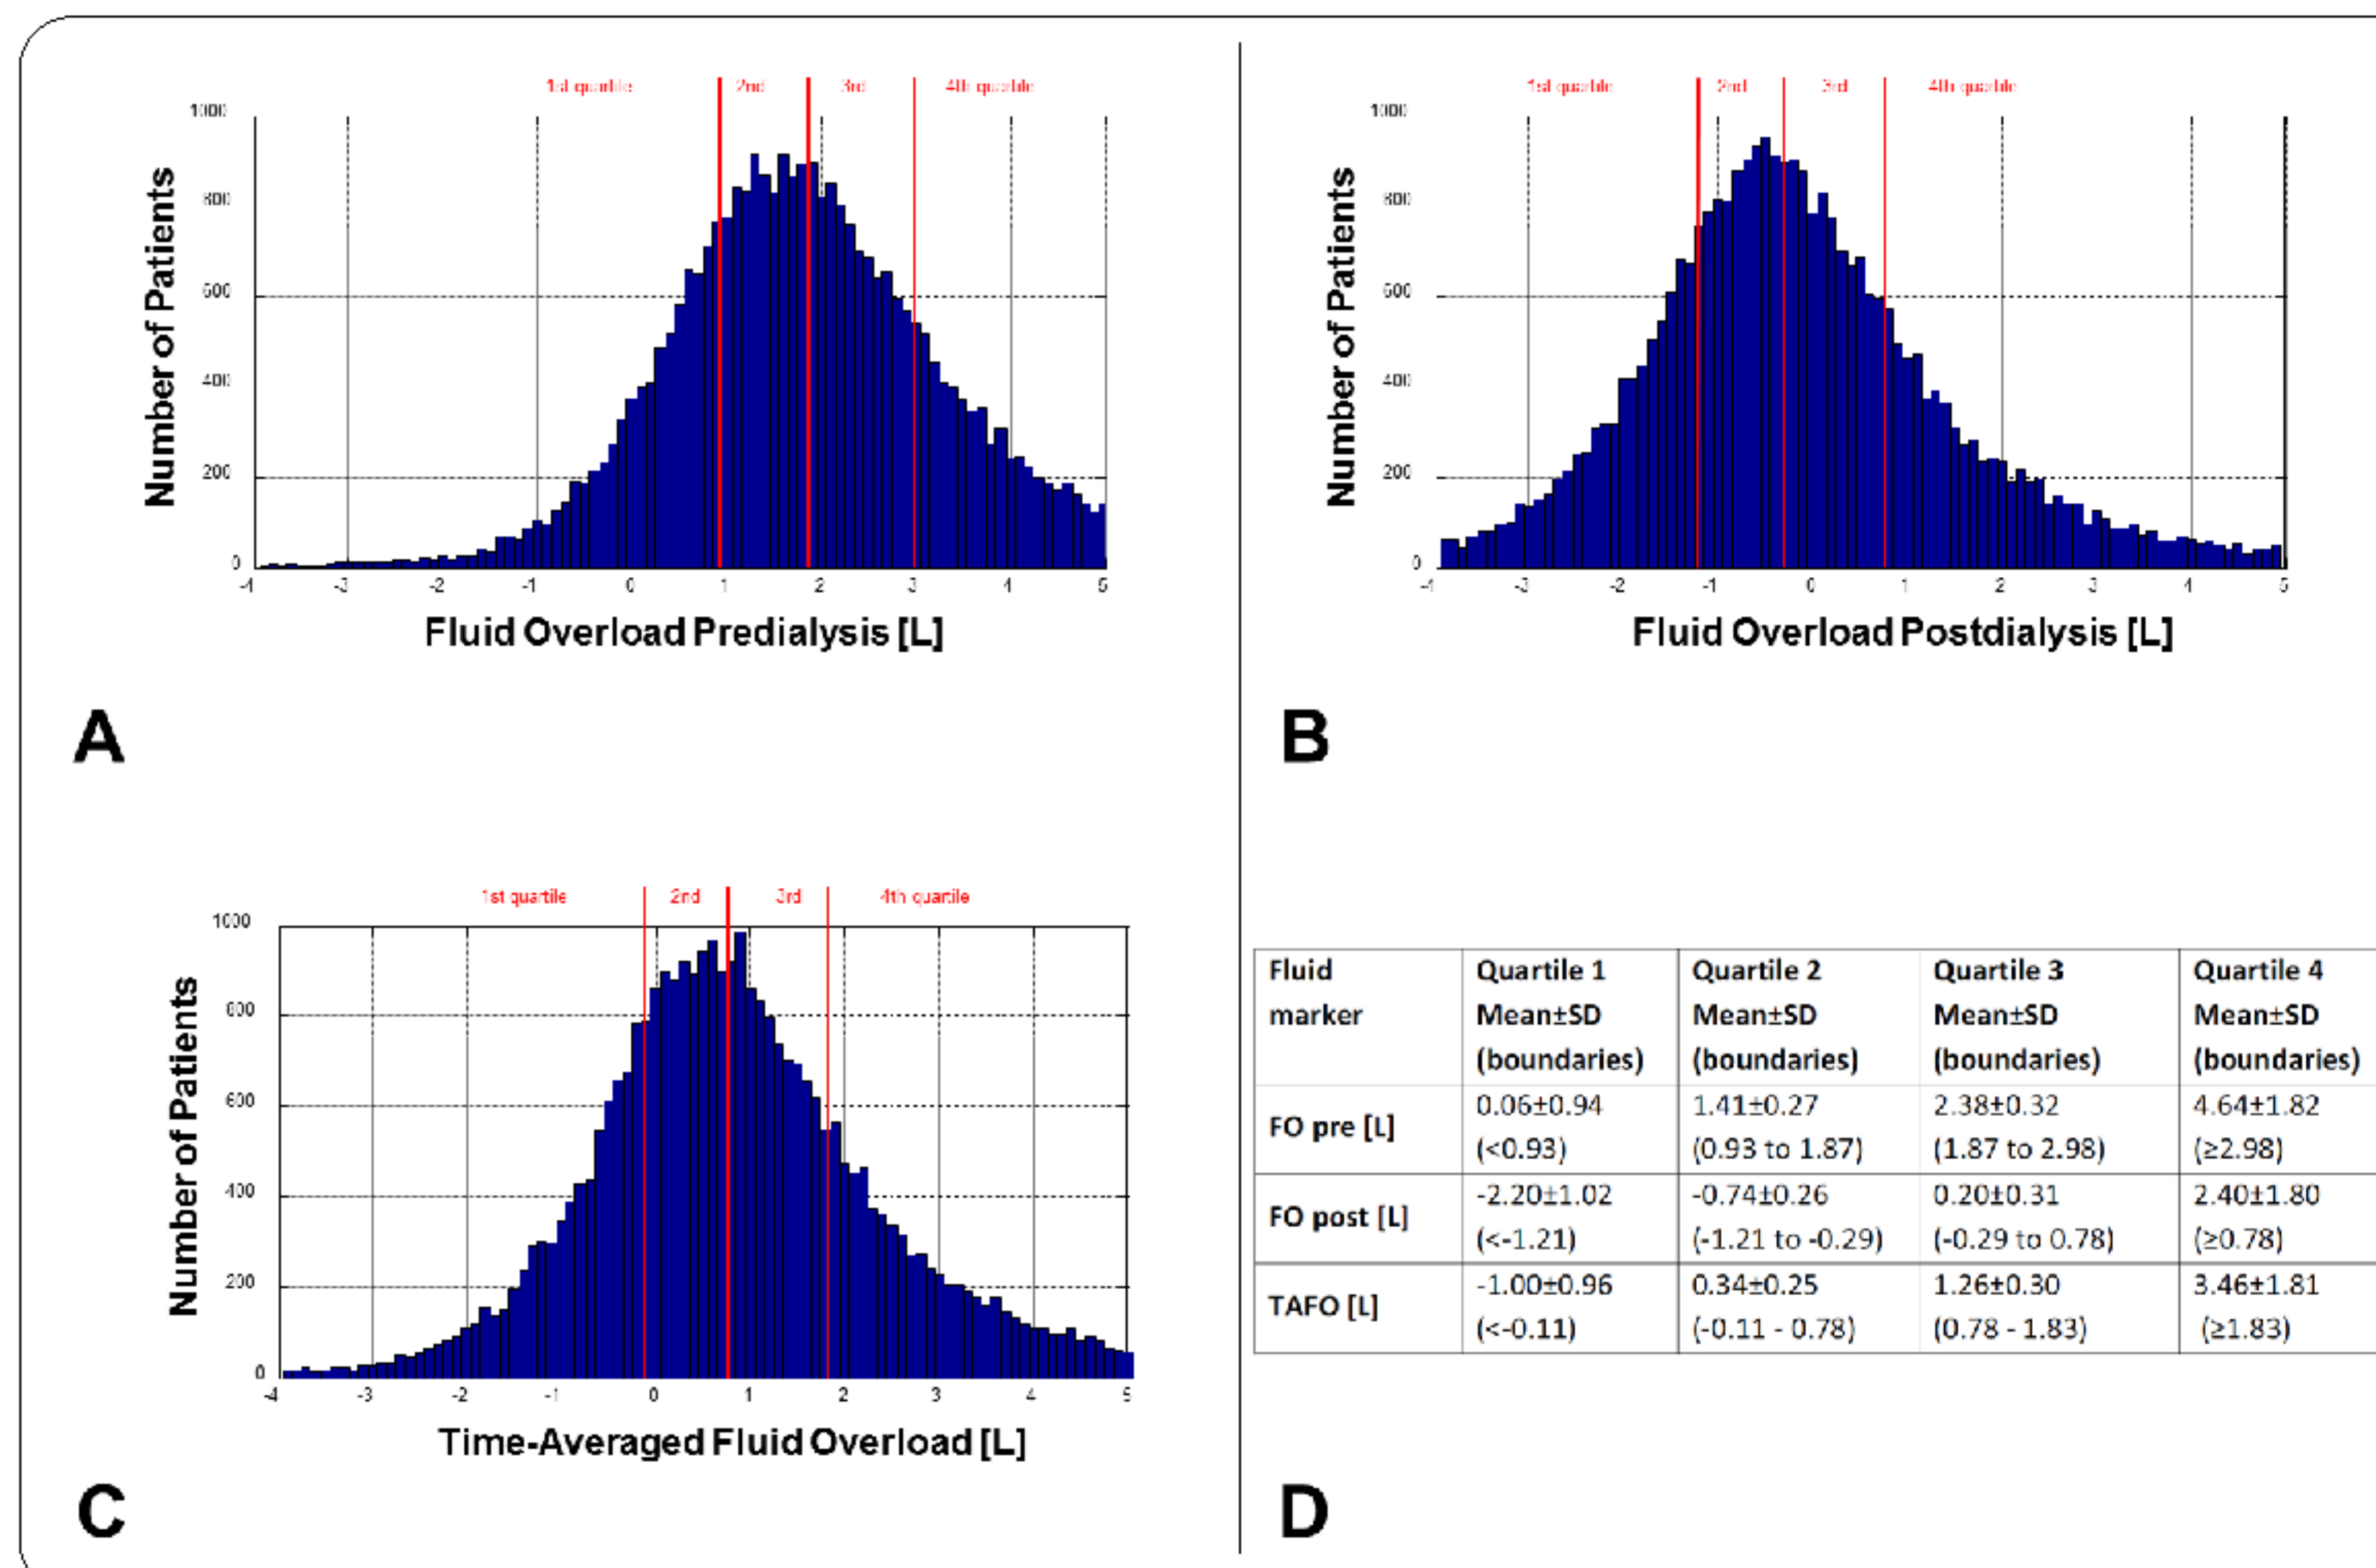 1st quartile 2nd 3rd 4th quartile
1000
800
600
400
200
0
-4 -3 -2 -1 0 1 2 3 4 5
Number of Patients
Fluid Overload Predialysis [L]
A
1st quartile 2nd 3rd 4th quartile
1000
800
600
400
200
0
-4 -3 -2 -1 0 1 2 3 4 5
Number of Patients
Fluid Overload Postdialysis [L]
B
1st quartile 2nd 3rd 4th quartile
1000
800
600
400
200
0
-4 -3 -2 -1 0 1 2 3 4 5
Number of Patients
Time-Averaged Fluid Overload [L]
C
Fluid Quartile 1 Quartile 2 Quartile 3 Quartile 4
marker Mean±SD Mean±SD Mean±SD Mean±SD
(boundaries) (boundaries) (boundaries) (boundaries)
FO pre [L] 0.06±0.94 1.41±0.27 2.38±0.32 4.64±1.82
(<0.93) (0.93 to 1.87) (1.87 to 2.98) (≥2.98)
FO post [L] -2.20±1.02 -0.74±0.26 0.20±0.31 2.40±1.80
(<-1.21) (-1.21 to -0.29) (-0.29 to 0.78) (≥0.78)
TAFO [L] -1.00±0.96 0.34±0.25 1.26±0.30 3.46±1.81
(<-0.11) (-0.11 - 0.78) (0.78 - 1.83) (≥1.83)
D